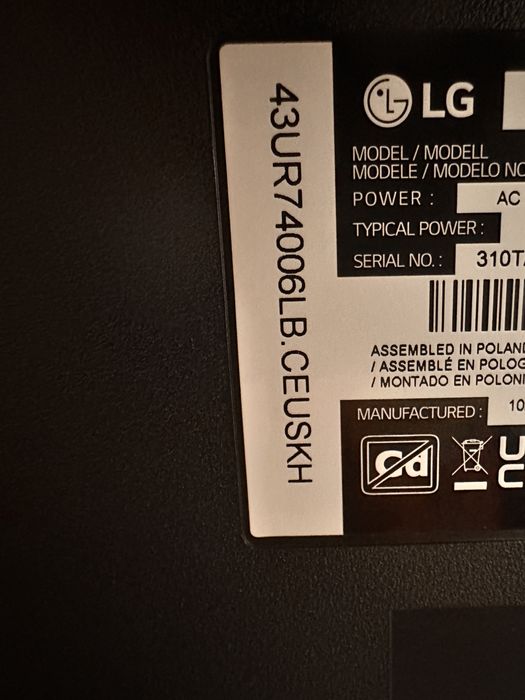 43UR74006LB.CEUSKH
LG
MODEL / MODELL
MODELE / MODELO NO
POWER : AC
TYPICAL POWER :
SERIAL NO. : 310T
ASSEMBLED IN POLAND
/ ASSEMBLÉ EN POLOG
/ MONTADO EN POLONI
MANUFACTURED : 10
Cd